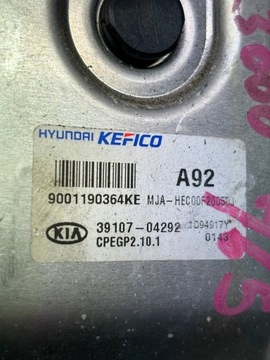 HYUNDAI KEFICO
A92
9001190364KE
KIA
39107-04292
CPEGP2.10.1
0143